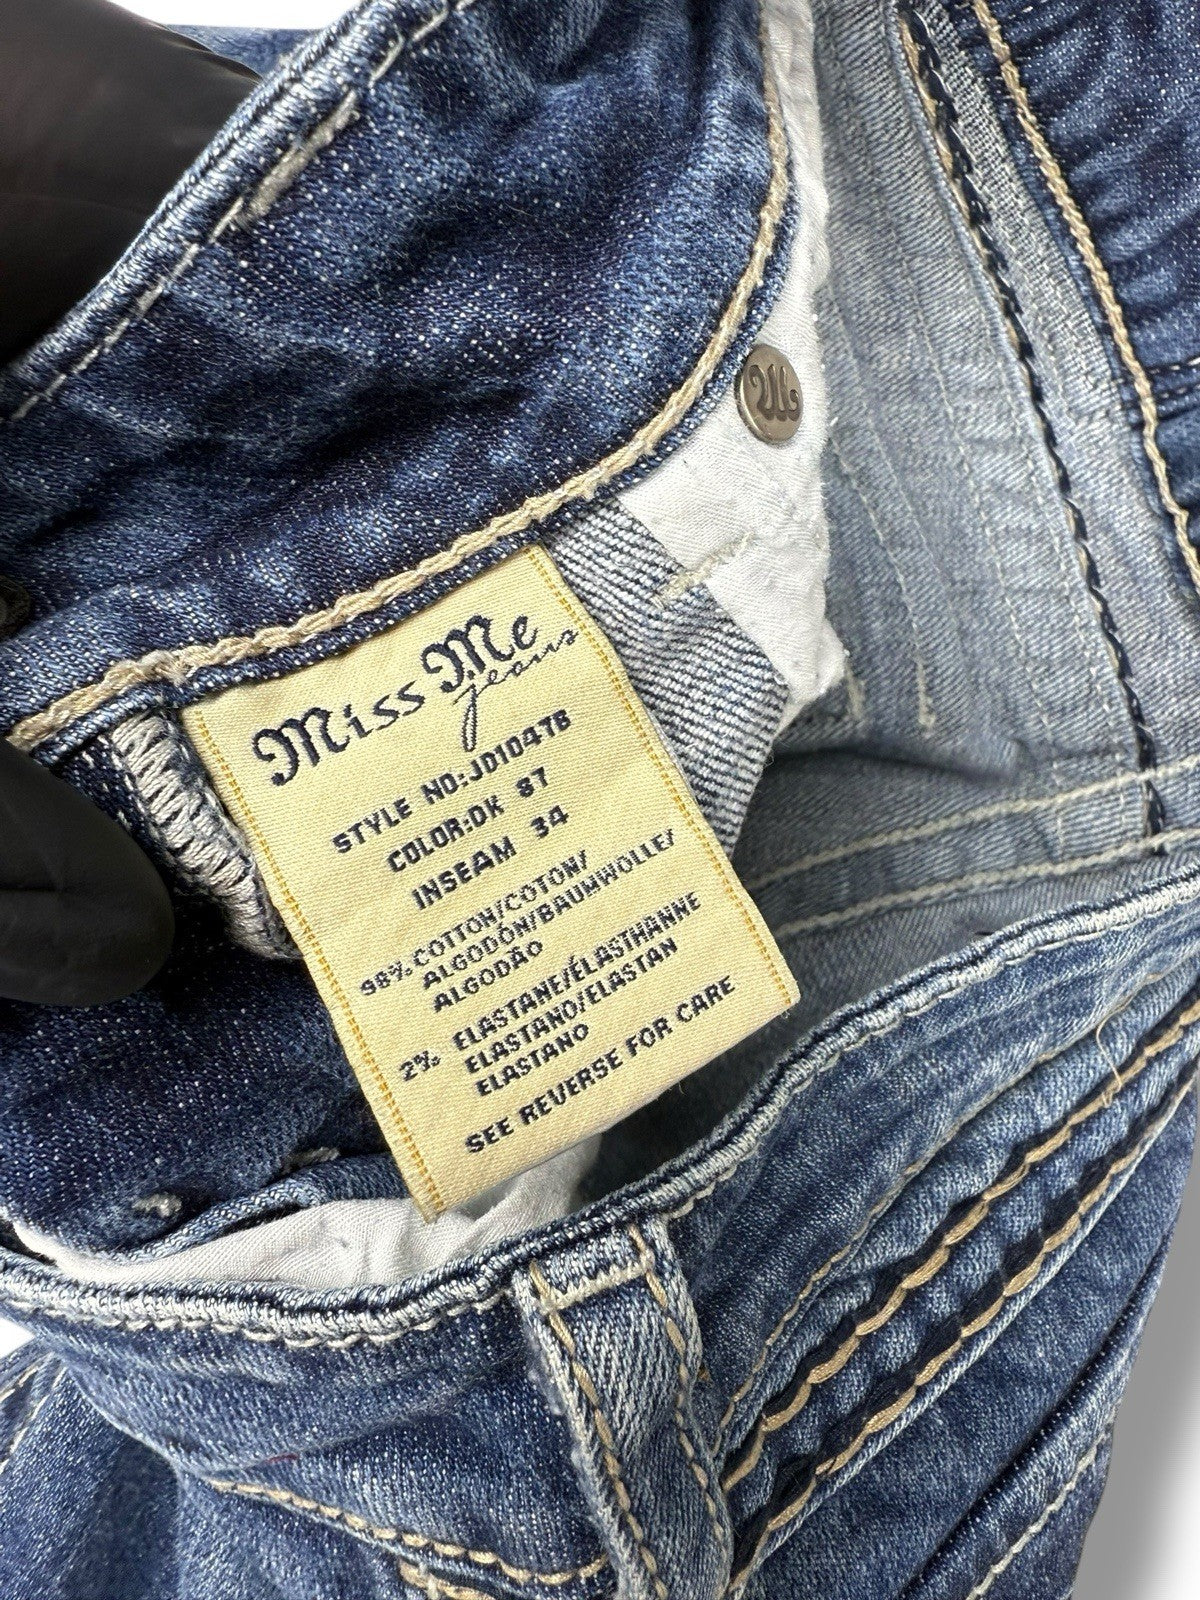 Miss Me
jeans
STYLE NO:JD1047B
COLOR:DK 87
INSEAM 34
98% COTTON/COTON/
ALGODÓN/BAUMWOLLE/
ALGODÃO
2% ELASTANE/ÉLASTHANNE
ELASTANO/ELASTAN
ELASTANO
SEE REVERSE FOR CARE
M